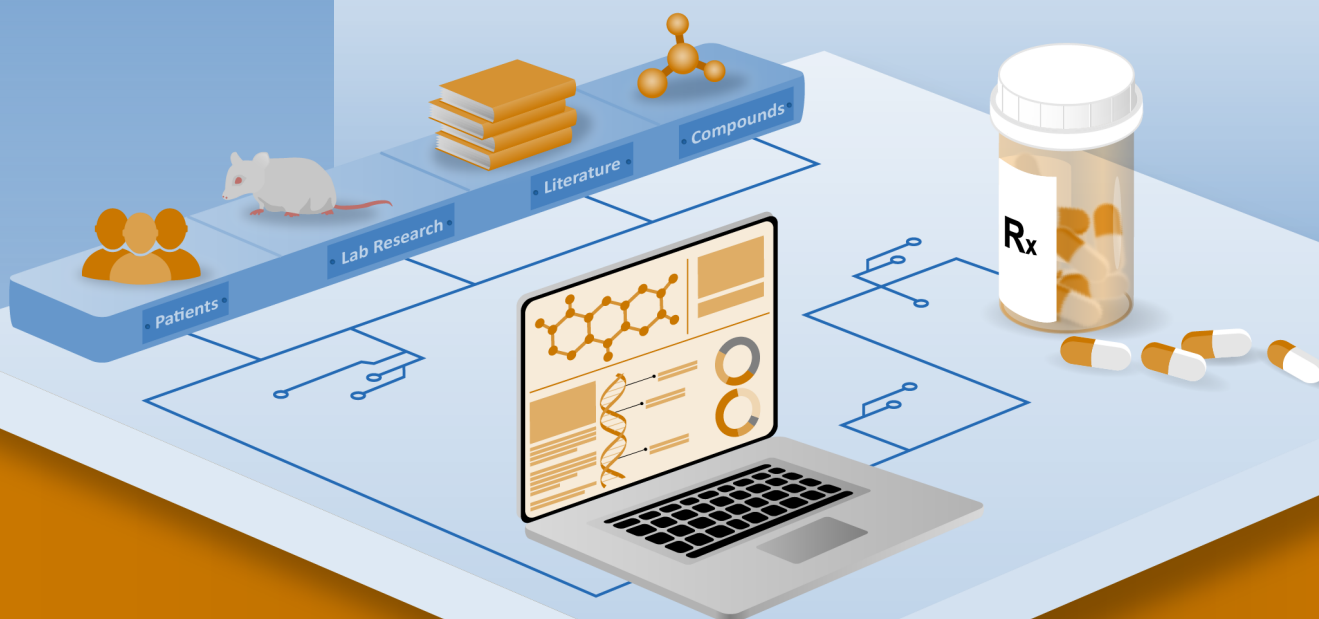 Patients
Lab Research
Literature
Compounds
Rx